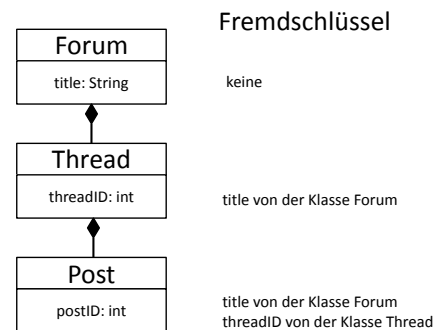 Fremdschlüssel
Forum
title: String
keine
Thread
threadID: int
title von der Klasse Forum
Post
postID: int
title von der Klasse Forum
threadID von der Klasse Thread